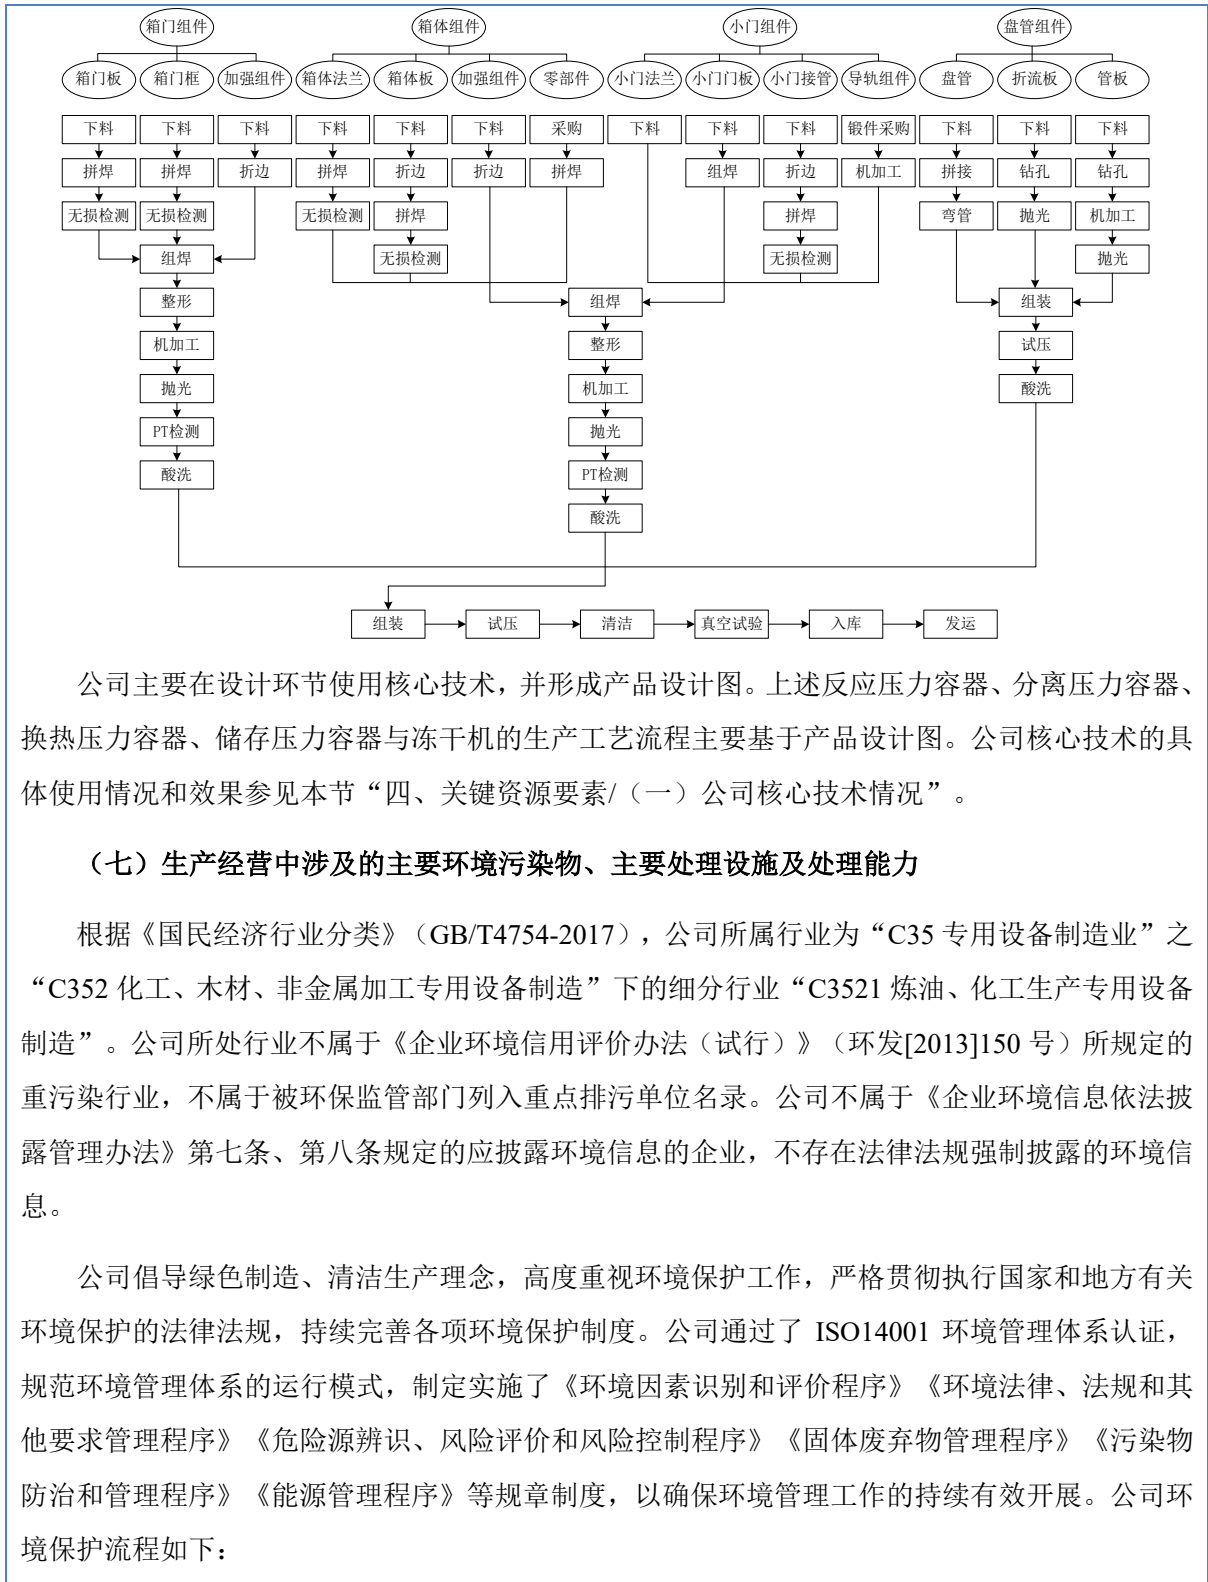 箱门组件 箱体组件 小门组件 盘管组件
箱门板 箱门框 加强组件 箱体法兰 箱体板 加强组件 零部件 小门法兰 小门门板 小门接管 导轨组件 盘管 折流板 管板
下料 下料 下料 下料 下料 下料 采购 下料 下料 下料 锻件采购 下料 下料 下料
拼焊 拼焊 折边 拼焊 折边 折边 拼焊 组焊 折边 机加工 拼接 钻孔 钻孔
无损检测 无损检测 无损检测 拼焊 拼焊 弯管 抛光 机加工
组焊 无损检测 无损检测 抛光
整形 组焊 组装
机加工 整形 试压
抛光 机加工 酸洗
PT检测 抛光
酸洗 PT检测
酸洗
组装 试压 清洁 真空试验 入库 发运
公司主要在设计环节使用核心技术，并形成产品设计图。上述反应压力容器、分离压力容器、
换热压力容器、储存压力容器与冻干机的生产工艺流程主要基于产品设计图。公司核心技术的具
体使用情况和效果参见本节“四、关键资源要素/（一）公司核心技术情况”。
（七）生产经营中涉及的主要环境污染物、主要处理设施及处理能力
根据《国民经济行业分类》（GB/T4754-2017），公司所属行业为“C35 专用设备制造业”之
“C352 化工、木材、非金属加工专用设备制造”下的细分行业“C3521 炼油、化工生产专用设备
制造”。公司所处行业不属于《企业环境信用评价办法（试行）》（环发[2013]150 号）所规定的
重污染行业，不属于被环保监管部门列入重点排污单位名录。公司不属于《企业环境信息依法披
露管理办法》第七条、第八条规定的应披露环境信息的企业，不存在法律法规强制披露的环境信
息。
公司倡导绿色制造、清洁生产理念，高度重视环境保护工作，严格贯彻执行国家和地方有关
环境保护的法律法规，持续完善各项环境保护制度。公司通过了 ISO14001 环境管理体系认证，
规范环境管理体系的运行模式，制定实施了《环境因素识别和评价程序》《环境法律、法规和其
他要求管理程序》《危险源辨识、风险评价和风险控制程序》《固体废弃物管理程序》《污染物
防治和管理程序》《能源管理程序》等规章制度，以确保环境管理工作的持续有效开展。公司环
境保护流程如下：